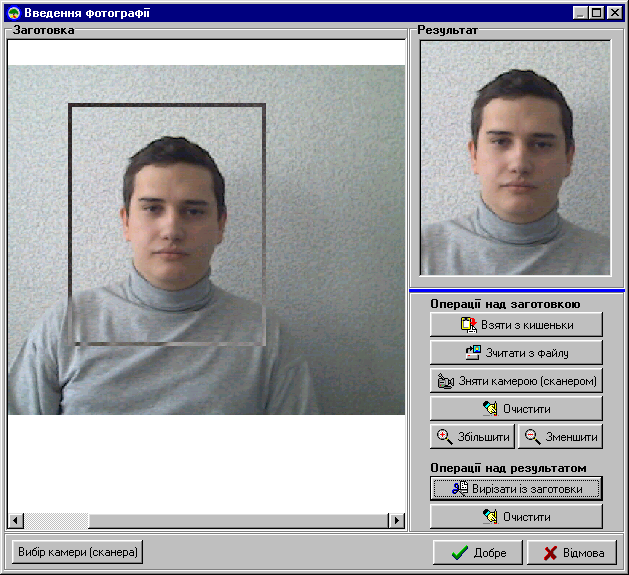 Введення фотографії
Заготовка
Результат
Операції над заготовкою
Взяти з кишеньки
Зчитати з файлу
Зняти камерою (сканером)
Очистити
Збільшити
Зменшити
Операції над результатом
Вирізати із заготовки
Очистити
Вибір камери (сканера)
Добре
Відмова